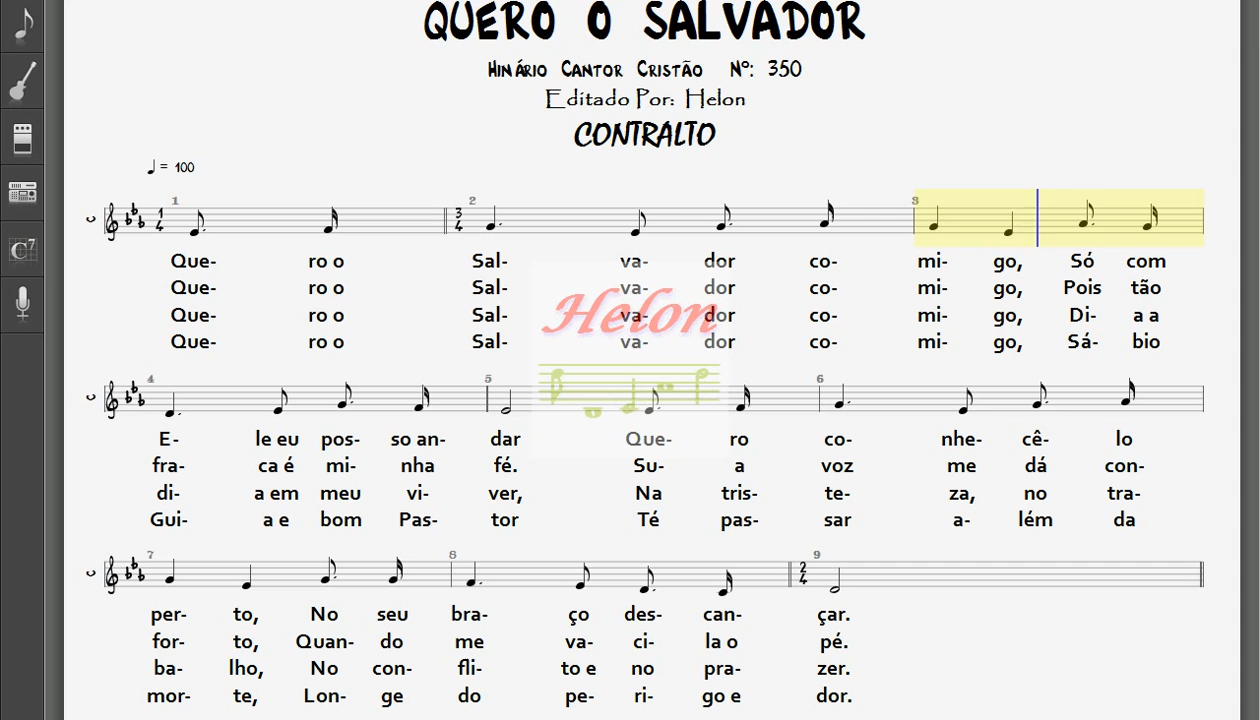 QUERO O SALVADOR
Hinário Cantor Cristão Nº: 350
Editado Por: Helon
CONTRALTO
= 100
1 2 3
1/4 3/4
Que- ro o Sal- va- dor co- mi- go, Só com
Que- ro o Sal- va- dor co- mi- go, Pois tão
Que- ro o Sal- va- dor co- mi- go, Di- a a
Que- ro o Sal- va- dor co- mi- go, Sá- bio
Helon
4 5 6
E- le eu pos- so an- dar Que- ro co- nhe- cê- lo
fra- ca é mi- nha fé. Su- a voz me dá con-
di- a em meu vi- ver, Na tris- te- za, no tra-
Gui- a e bom Pas- tor Té pas- sar a- lém da
7 8 9
2/4
per- to, No seu bra- ço des- can- çar.
for- to, Quan- do me va- ci- la o pé.
ba- lho, No con- fli- to e no pra- zer.
mor- te, Lon- ge do pe- ri- go e dor.
C7